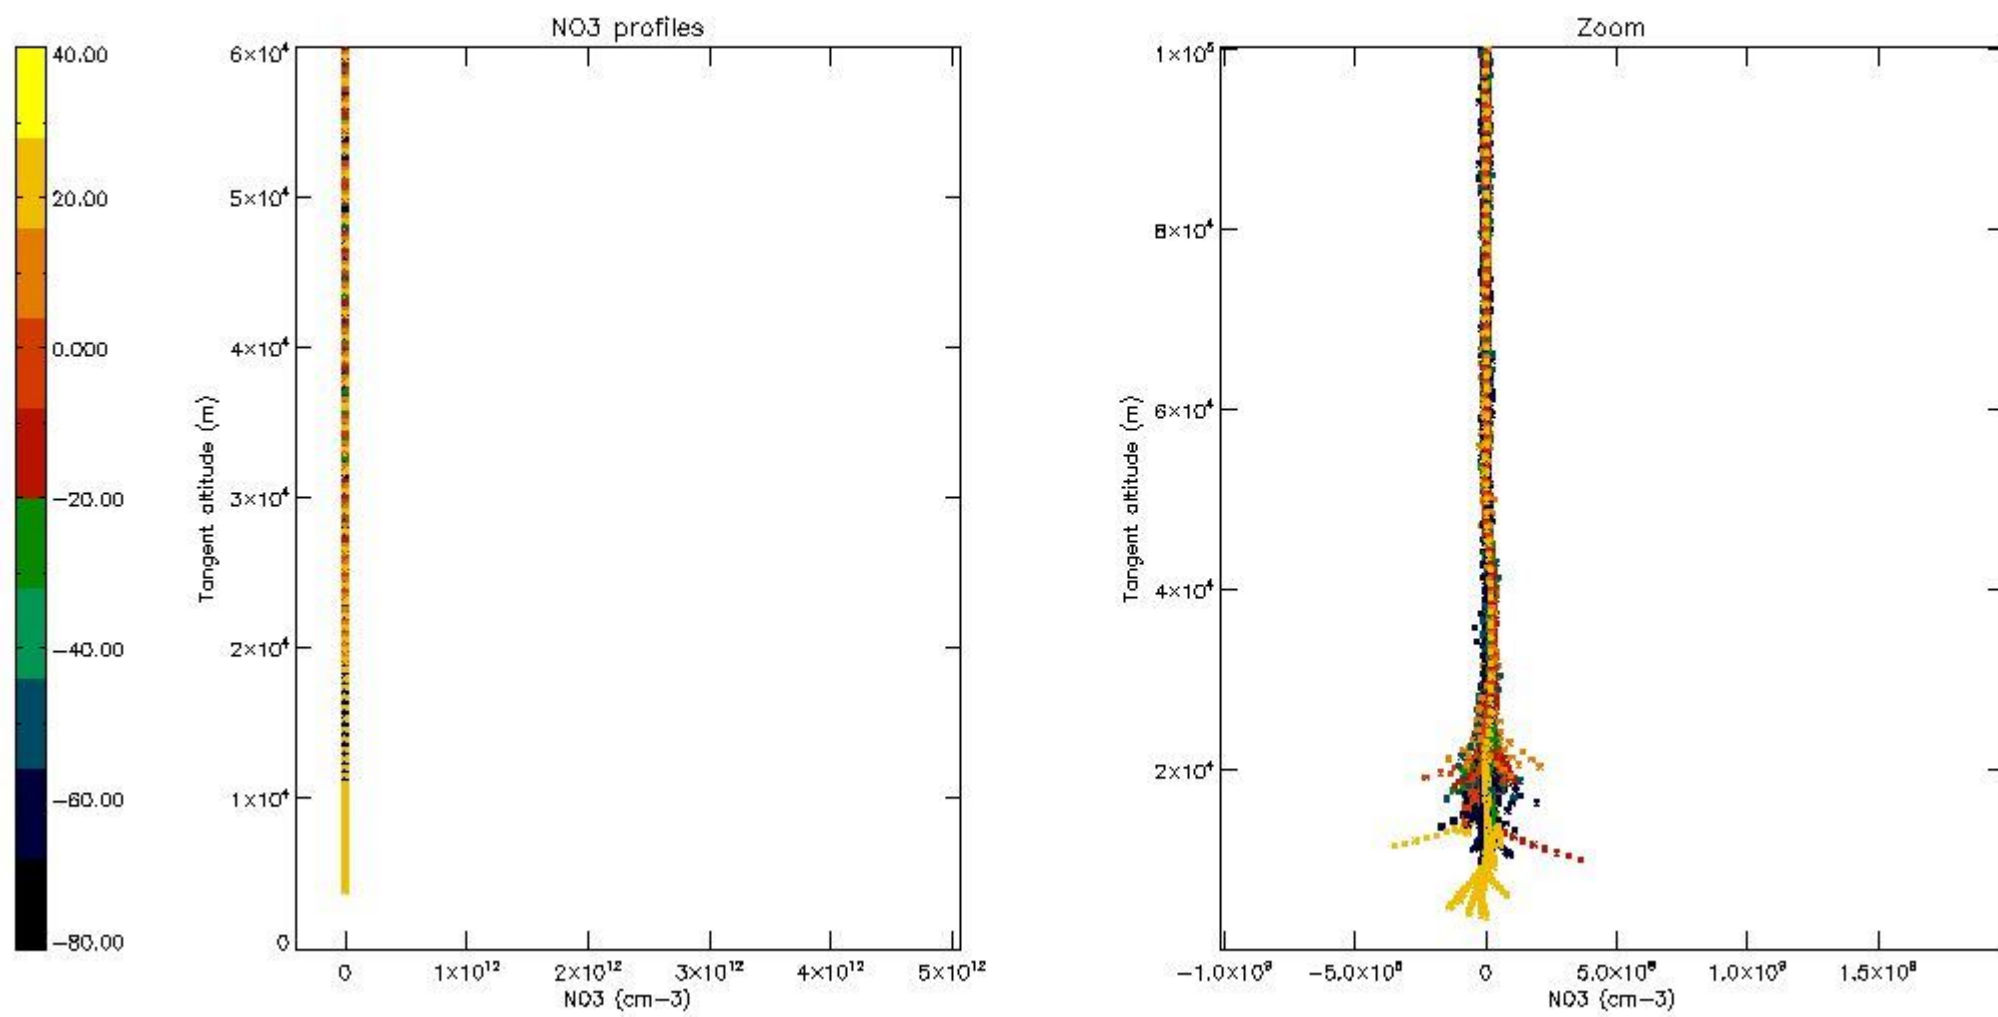 NO3 profiles
40.00
20.00
0.000
−20.00
−40.00
−60.00
−80.00
6×10⁴
5×10⁴
4×10⁴
3×10⁴
2×10⁴
1×10⁴
0
Tangent altitude (m)
0 1×10¹² 2×10¹² 3×10¹² 4×10¹² 5×10¹²
NO3 (cm−3)
Zoom
1×10⁵
8×10⁴
6×10⁴
4×10⁴
2×10⁴
Tangent altitude (m)
−1.0×10⁹ −5.0×10⁸ 0 5.0×10⁸ 1.0×10⁹ 1.5×10⁹
NO3 (cm−3)